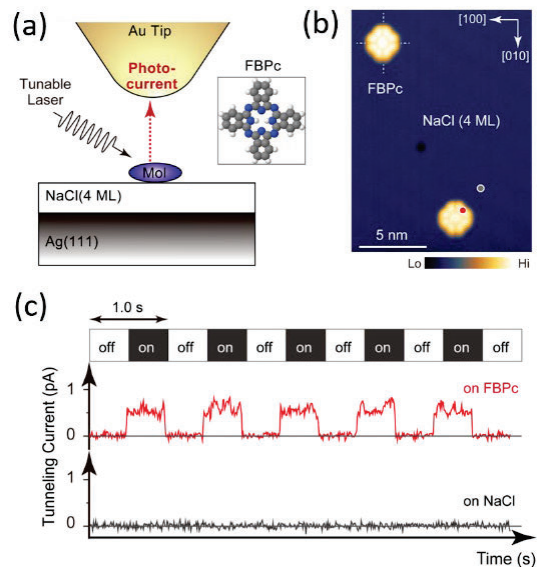 (a)
Au Tip
Photo-
current
Tunable
Laser
FBPc
Mol
NaCl(4 ML)
Ag(111)
(b)
[100]
[010]
FBPc
NaCl (4 ML)
5 nm
Lo Hi
(c)
1.0 s
off on off on off on off on off on off
Tunneling Current (pA)
1
0
on FBPc
1
0
on NaCl
Time (s)